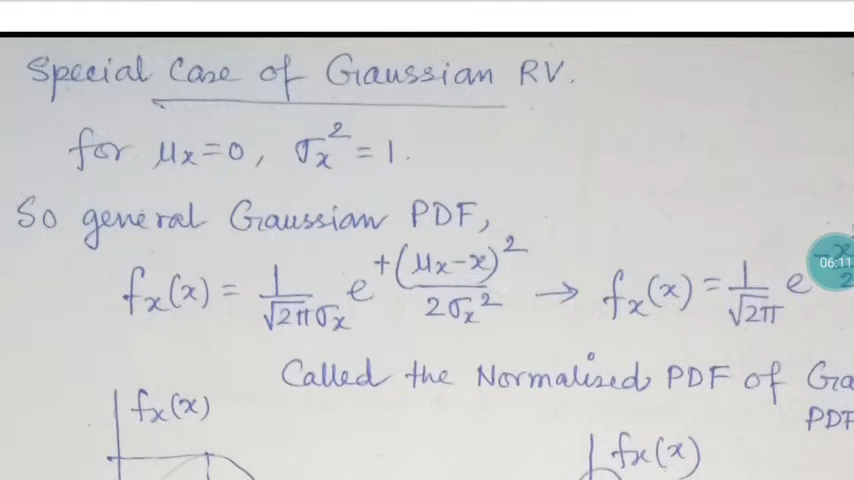 Special Case of Gaussian RV.
for μx=0, σx² = 1.
So general Gaussian PDF,
fx(x) = 1/√2π σx e^+(μx-x)²/2σx² → fx(x) = 1/√2π e^-x/2
06:11
Called the Normalised PDF of Ga
PDF
fx(x)
fx(x)